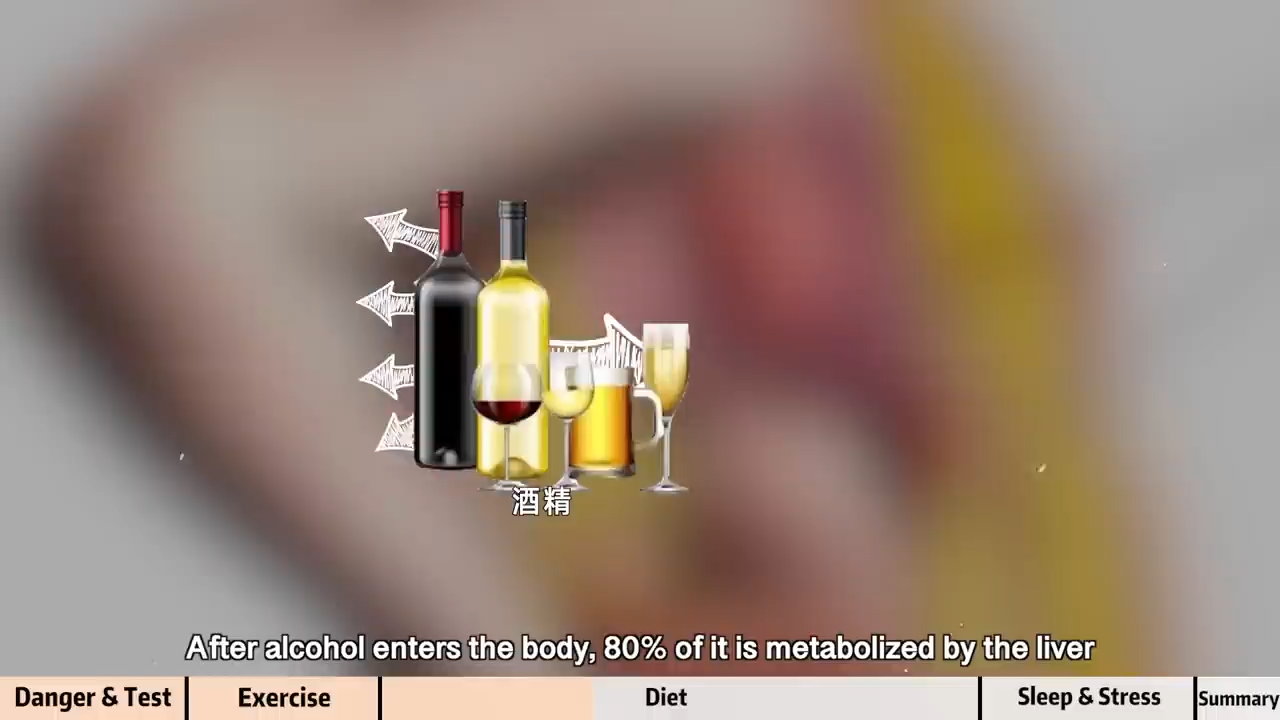 酒精
After alcohol enters the body, 80% of it is metabolized by the liver
Danger & Test
Exercise
Diet
Sleep & Stress
Summary